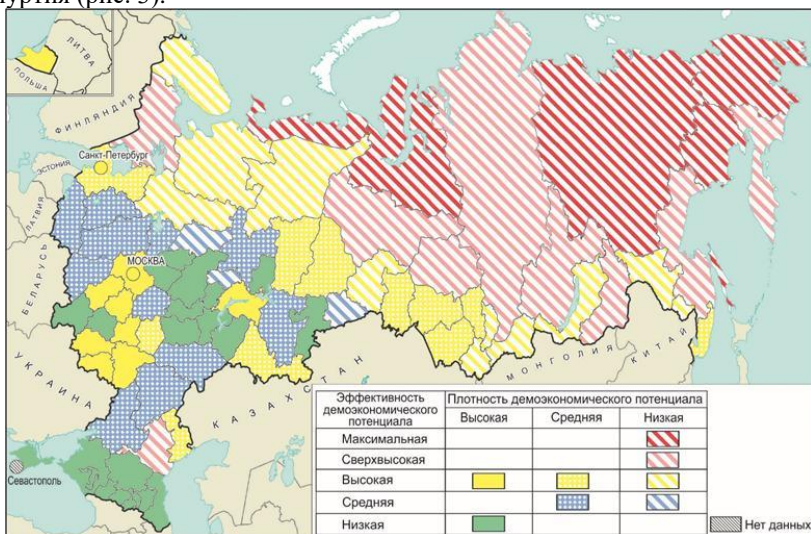 (рис. 3).
ПОЛЬША
ЛИТВА
ФИНЛЯНДИЯ
Санкт-Петербург
ЭСТОНИЯ
ЛАТВИЯ
БЕЛАРУСЬ
МОСКВА
УКРАИНА
КАЗАХСТАН
МОНГОЛИЯ
КИТАЙ
Севастополь
Эффективность
демоэкономического
потенциала
Плотность демоэкономического потенциала
Высокая Средняя Низкая
Максимальная
Сверхвысокая
Высокая
Средняя
Низкая
Нет данных